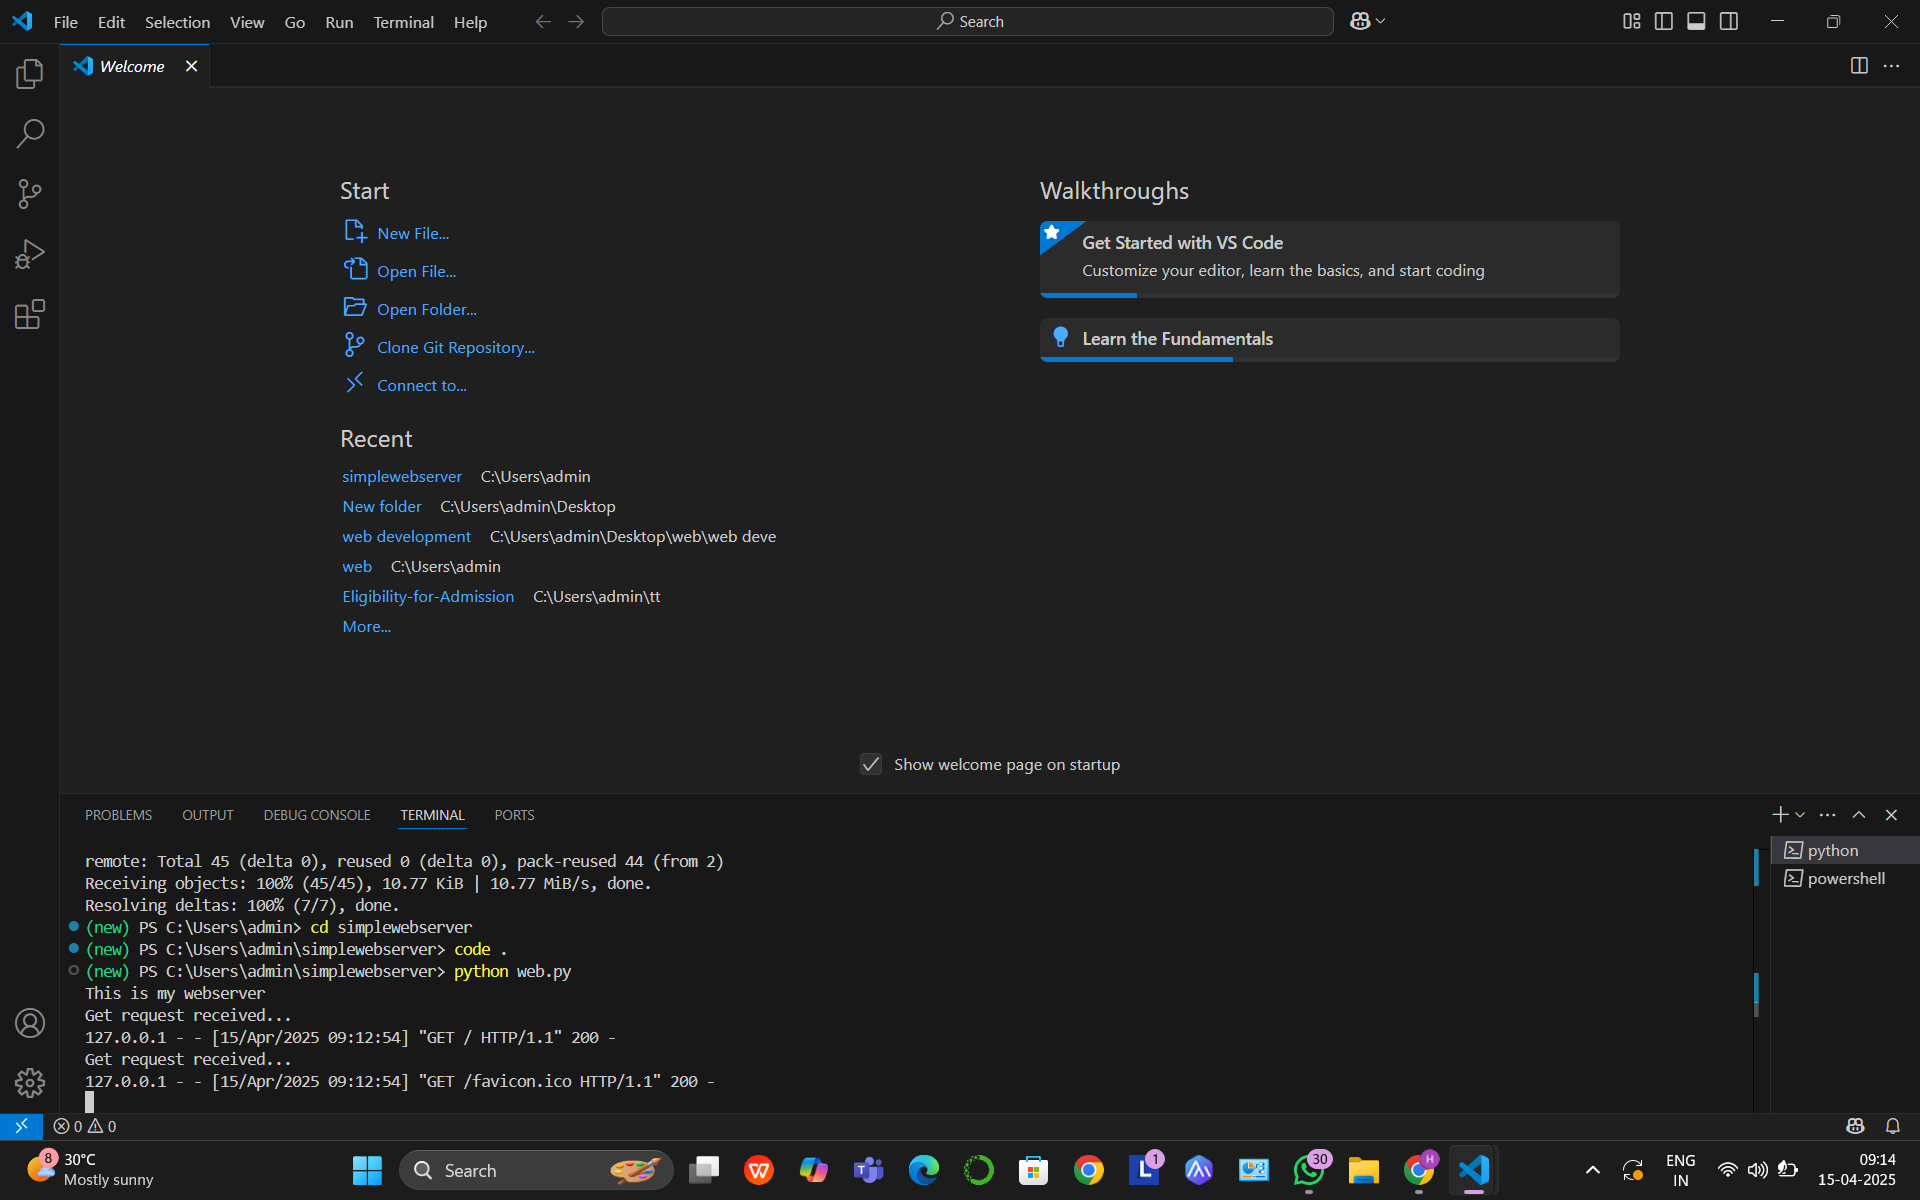 File Edit Selection View Go Run Terminal Help
Search
Welcome
Start
New File...
Open File...
Open Folder...
Clone Git Repository...
Connect to...
Recent
simplewebserver C:\Users\admin
New folder C:\Users\admin\Desktop
web development C:\Users\admin\Desktop\web\web deve
web C:\Users\admin
Eligibility-for-Admission C:\Users\admin\tt
More...
Walkthroughs
Get Started with VS Code
Customize your editor, learn the basics, and start coding
Learn the Fundamentals
Show welcome page on startup
PROBLEMS OUTPUT DEBUG CONSOLE TERMINAL PORTS
remote: Total 45 (delta 0), reused 0 (delta 0), pack-reused 44 (from 2)
Receiving objects: 100% (45/45), 10.77 KiB | 10.77 MiB/s, done.
Resolving deltas: 100% (7/7), done.
(new) PS C:\Users\admin> cd simplewebserver
(new) PS C:\Users\admin\simplewebserver> code .
(new) PS C:\Users\admin\simplewebserver> python web.py
This is my webserver
Get request received...
127.0.0.1 - - [15/Apr/2025 09:12:54] "GET / HTTP/1.1" 200 -
Get request received...
127.0.0.1 - - [15/Apr/2025 09:12:54] "GET /favicon.ico HTTP/1.1" 200 -
python
powershell
0 0
8
30°C
Mostly sunny
Search
W
T
L
1
30
H
ENG
IN
09:14
15-04-2025